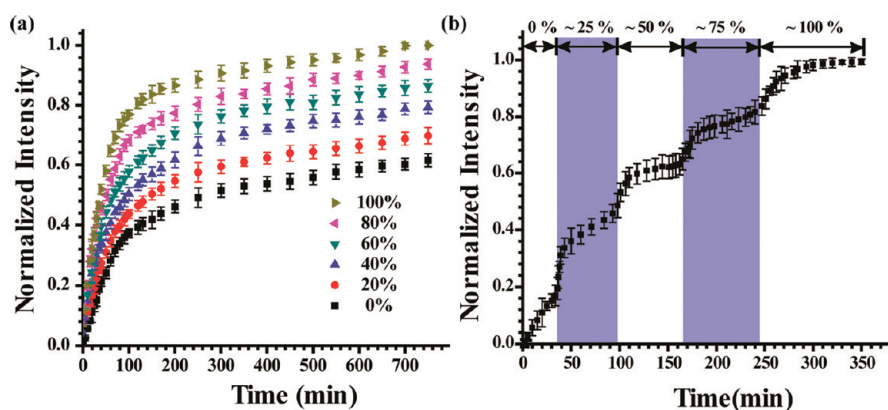 (a)
Normalized Intensity
1.0
0.8
0.6
0.4
0.2
0.0
100%
80%
60%
40%
20%
0%
0 100 200 300 400 500 600 700
Time (min)
(b)
0 % ~ 25 % ~ 50 % ~ 75 % ~ 100 %
Normalized Intensity
1.0
0.8
0.6
0.4
0.2
0.0
0 50 100 150 200 250 300 350
Time(min)